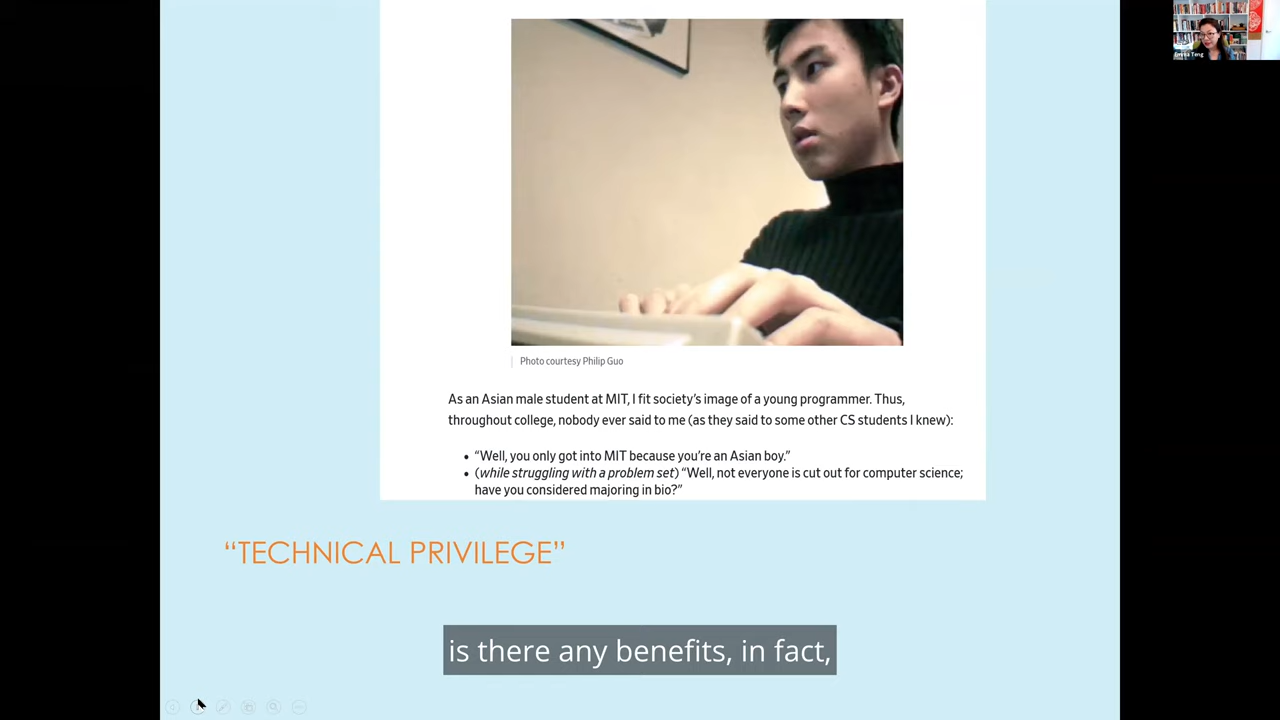 Emma Teng
Photo courtesy Philip Guo
As an Asian male student at MIT, I fit society's image of a young programmer. Thus,
throughout college, nobody ever said to me (as they said to some other CS students I knew):
• “Well, you only got into MIT because you're an Asian boy.”
• (while struggling with a problem set) “Well, not everyone is cut out for computer science;
have you considered majoring in bio?”
“TECHNICAL PRIVILEGE”
is there any benefits, in fact,